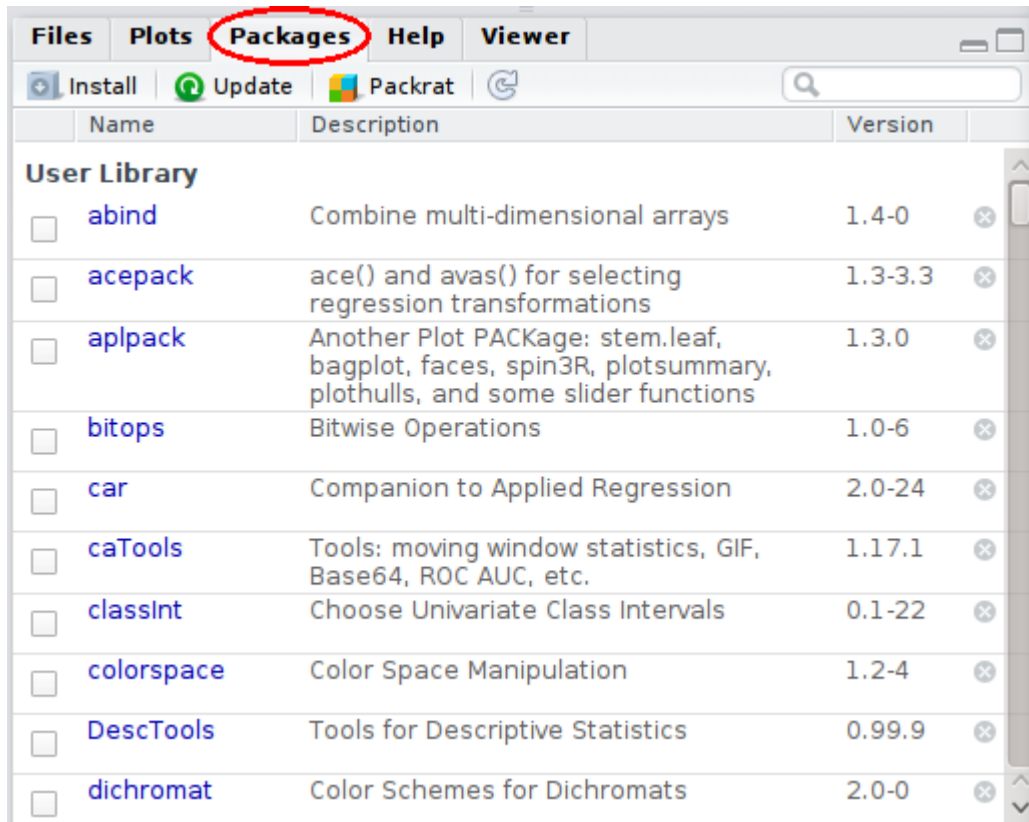 Files Plots Packages Help Viewer
Install Update Packrat
Name Description Version
User Library
abind Combine multi-dimensional arrays 1.4-0
acepack ace() and avas() for selecting 1.3-3.3
regression transformations
aplpack Another Plot PACKage: stem.leaf, 1.3.0
bagplot, faces, spin3R, plotsummary,
plothulls, and some slider functions
bitops Bitwise Operations 1.0-6
car Companion to Applied Regression 2.0-24
caTools Tools: moving window statistics, GIF, 1.17.1
Base64, ROC AUC, etc.
classInt Choose Univariate Class Intervals 0.1-22
colorspace Color Space Manipulation 1.2-4
DescTools Tools for Descriptive Statistics 0.99.9
dichromat Color Schemes for Dichromats 2.0-0